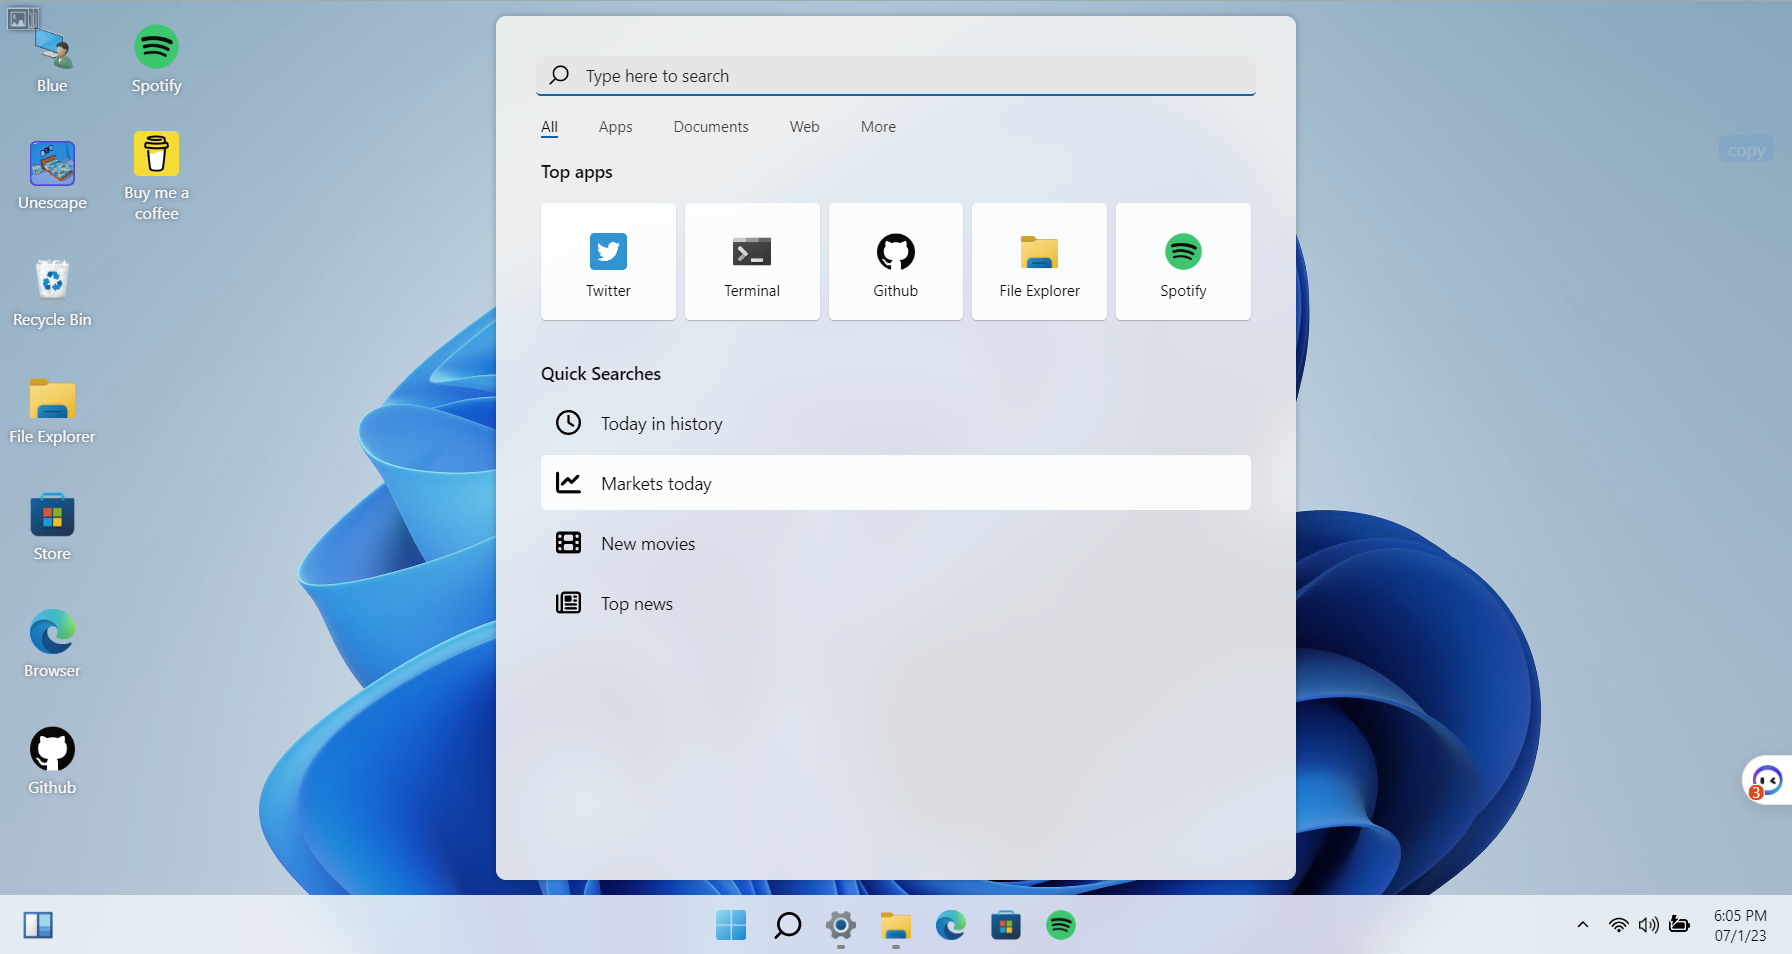 Blue
Spotify
Unescape
Buy me a
coffee
Recycle Bin
File Explorer
Store
Browser
Github
Type here to search
All
Apps
Documents
Web
More
Top apps
Twitter
Terminal
Github
File Explorer
Spotify
Quick Searches
Today in history
Markets today
New movies
Top news
copy
3
6:05 PM
07/1/23